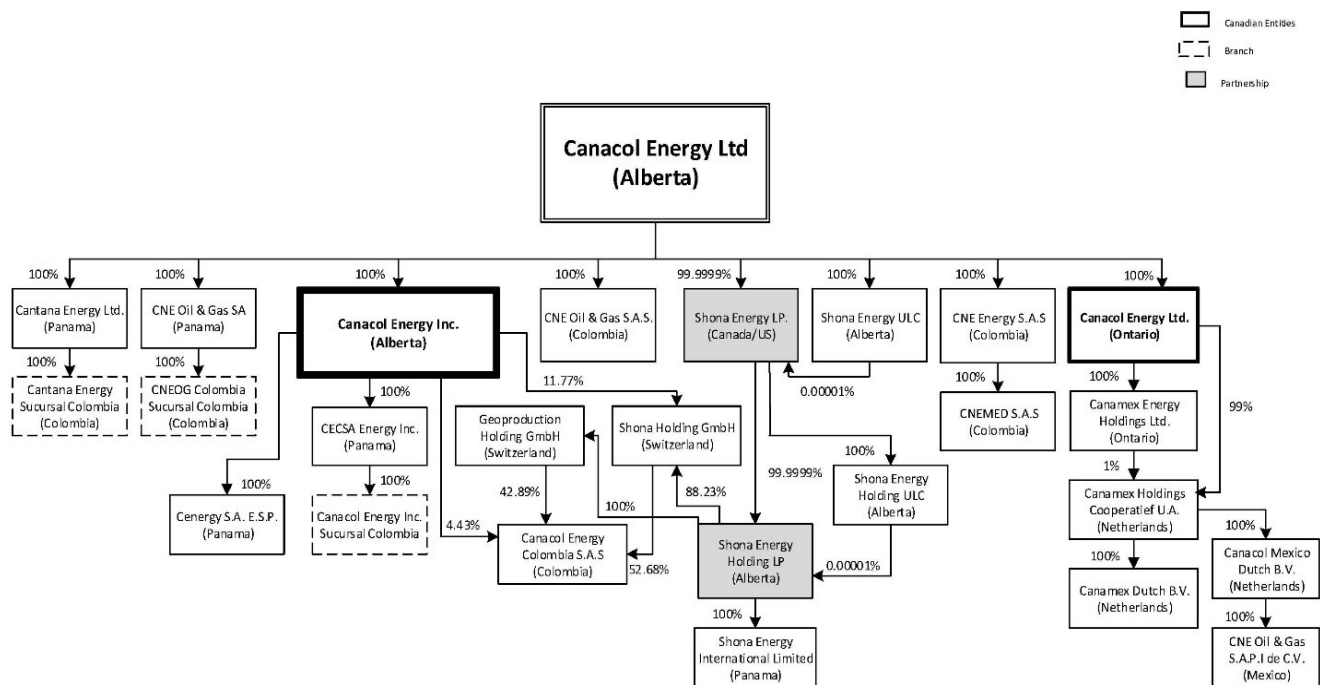 Canadian Entities
Branch
Partnership
Canacol Energy Ltd
(Alberta)
100%
100%
100%
100%
99.9999%
100%
100%
100%
Cantana Energy Ltd.
(Panama)
CNE Oil & Gas SA
(Panama)
Canacol Energy Inc.
(Alberta)
CNE Oil & Gas S.A.S.
(Colombia)
Shona Energy LP.
(Canada/US)
Shona Energy ULC
(Alberta)
CNE Energy S.A.S
(Colombia)
Canacol Energy Ltd.
(Ontario)
100%
100%
11.77%
0.00001%
100%
100%
99%
Cantana Energy
Sucursal Colombia
(Colombia)
CNEOG Colombia
Sucursal Colombia
(Colombia)
100%
CECSA Energy Inc.
(Panama)
Geoproduction
Holding GmbH
(Switzerland)
Shona Holding GmbH
(Switzerland)
CNEMED S.A.S
(Colombia)
Canamex Energy
Holdings Ltd.
(Ontario)
100%
100%
42.89%
100%
88.23%
99.9999%
100%
1%
Cenergy S.A. E.S.P.
(Panama)
Canacol Energy Inc.
Sucursal Colombia
4.43%
Canacol Energy
Colombia S.A.S
(Colombia)
52.68%
Shona Energy
Holding LP
(Alberta)
0.00001%
Shona Energy
Holding ULC
(Alberta)
Canamex Holdings
Cooperatief U.A.
(Netherlands)
100%
100%
Canacol Mexico
Dutch B.V.
(Netherlands)
Canamex Dutch B.V.
(Netherlands)
100%
100%
Shona Energy
International Limited
(Panama)
CNE Oil & Gas
S.A.P.I de C.V.
(Mexico)